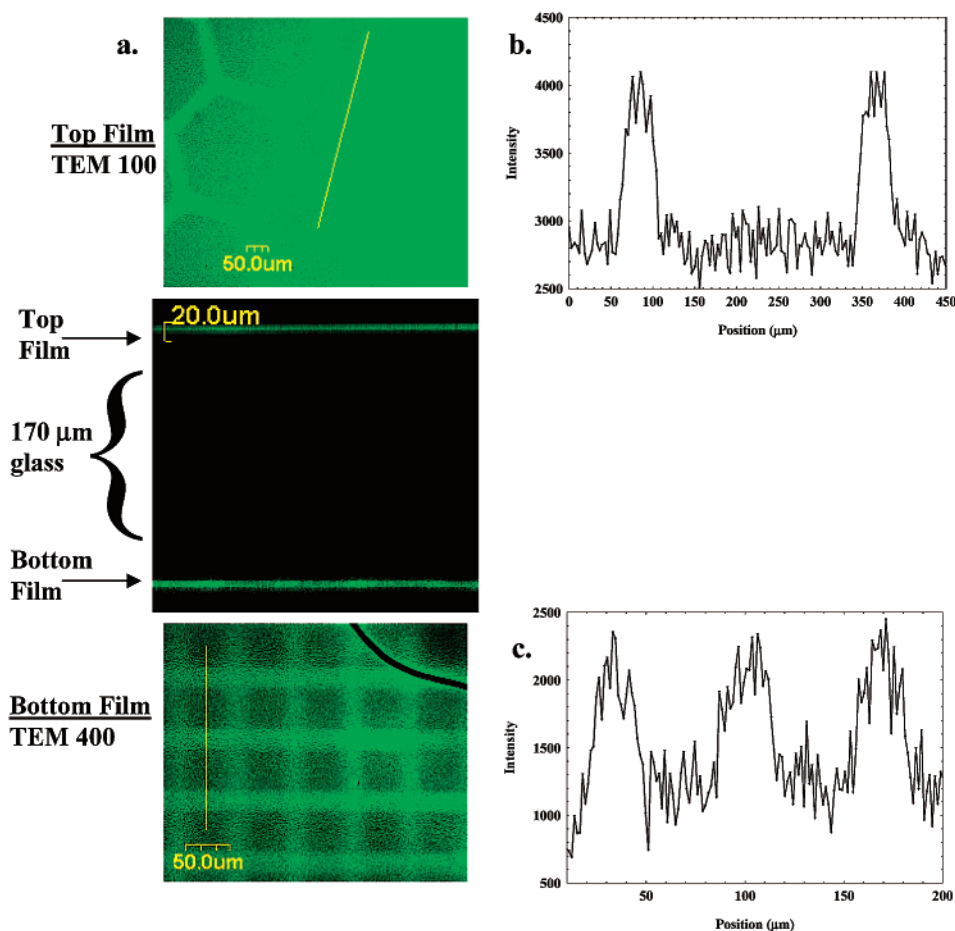 a.
Top Film
TEM 100
50.0um
b.
4500
4000
3500
3000
2500
Intensity
0 50 100 150 200 250 300 350 400 450
Position (µm)
Top
Film
20.0um
170 µm
glass
Bottom
Film
Bottom Film
TEM 400
50.0um
c.
2500
2000
1500
1000
500
Intensity
50 100 150 200
Position (µm)